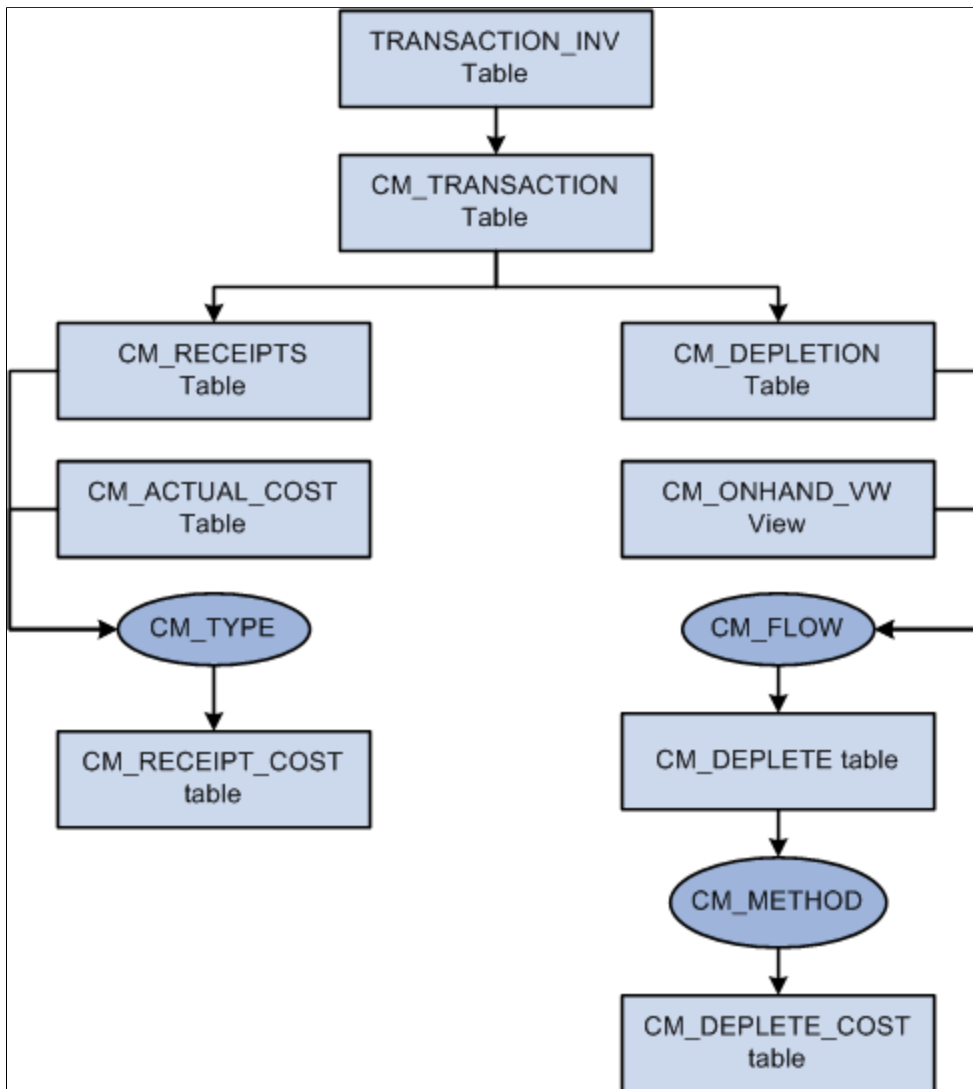 TRANSACTION_INV
Table
CM_TRANSACTION
Table
CM_RECEIPTS
Table
CM_DEPLETION
Table
CM_ACTUAL_COST
Table
CM_ONHAND_VW
View
CM_TYPE
CM_FLOW
CM_RECEIPT_COST
table
CM_DEPLETE table
CM_METHOD
CM_DEPLETE_COST
table